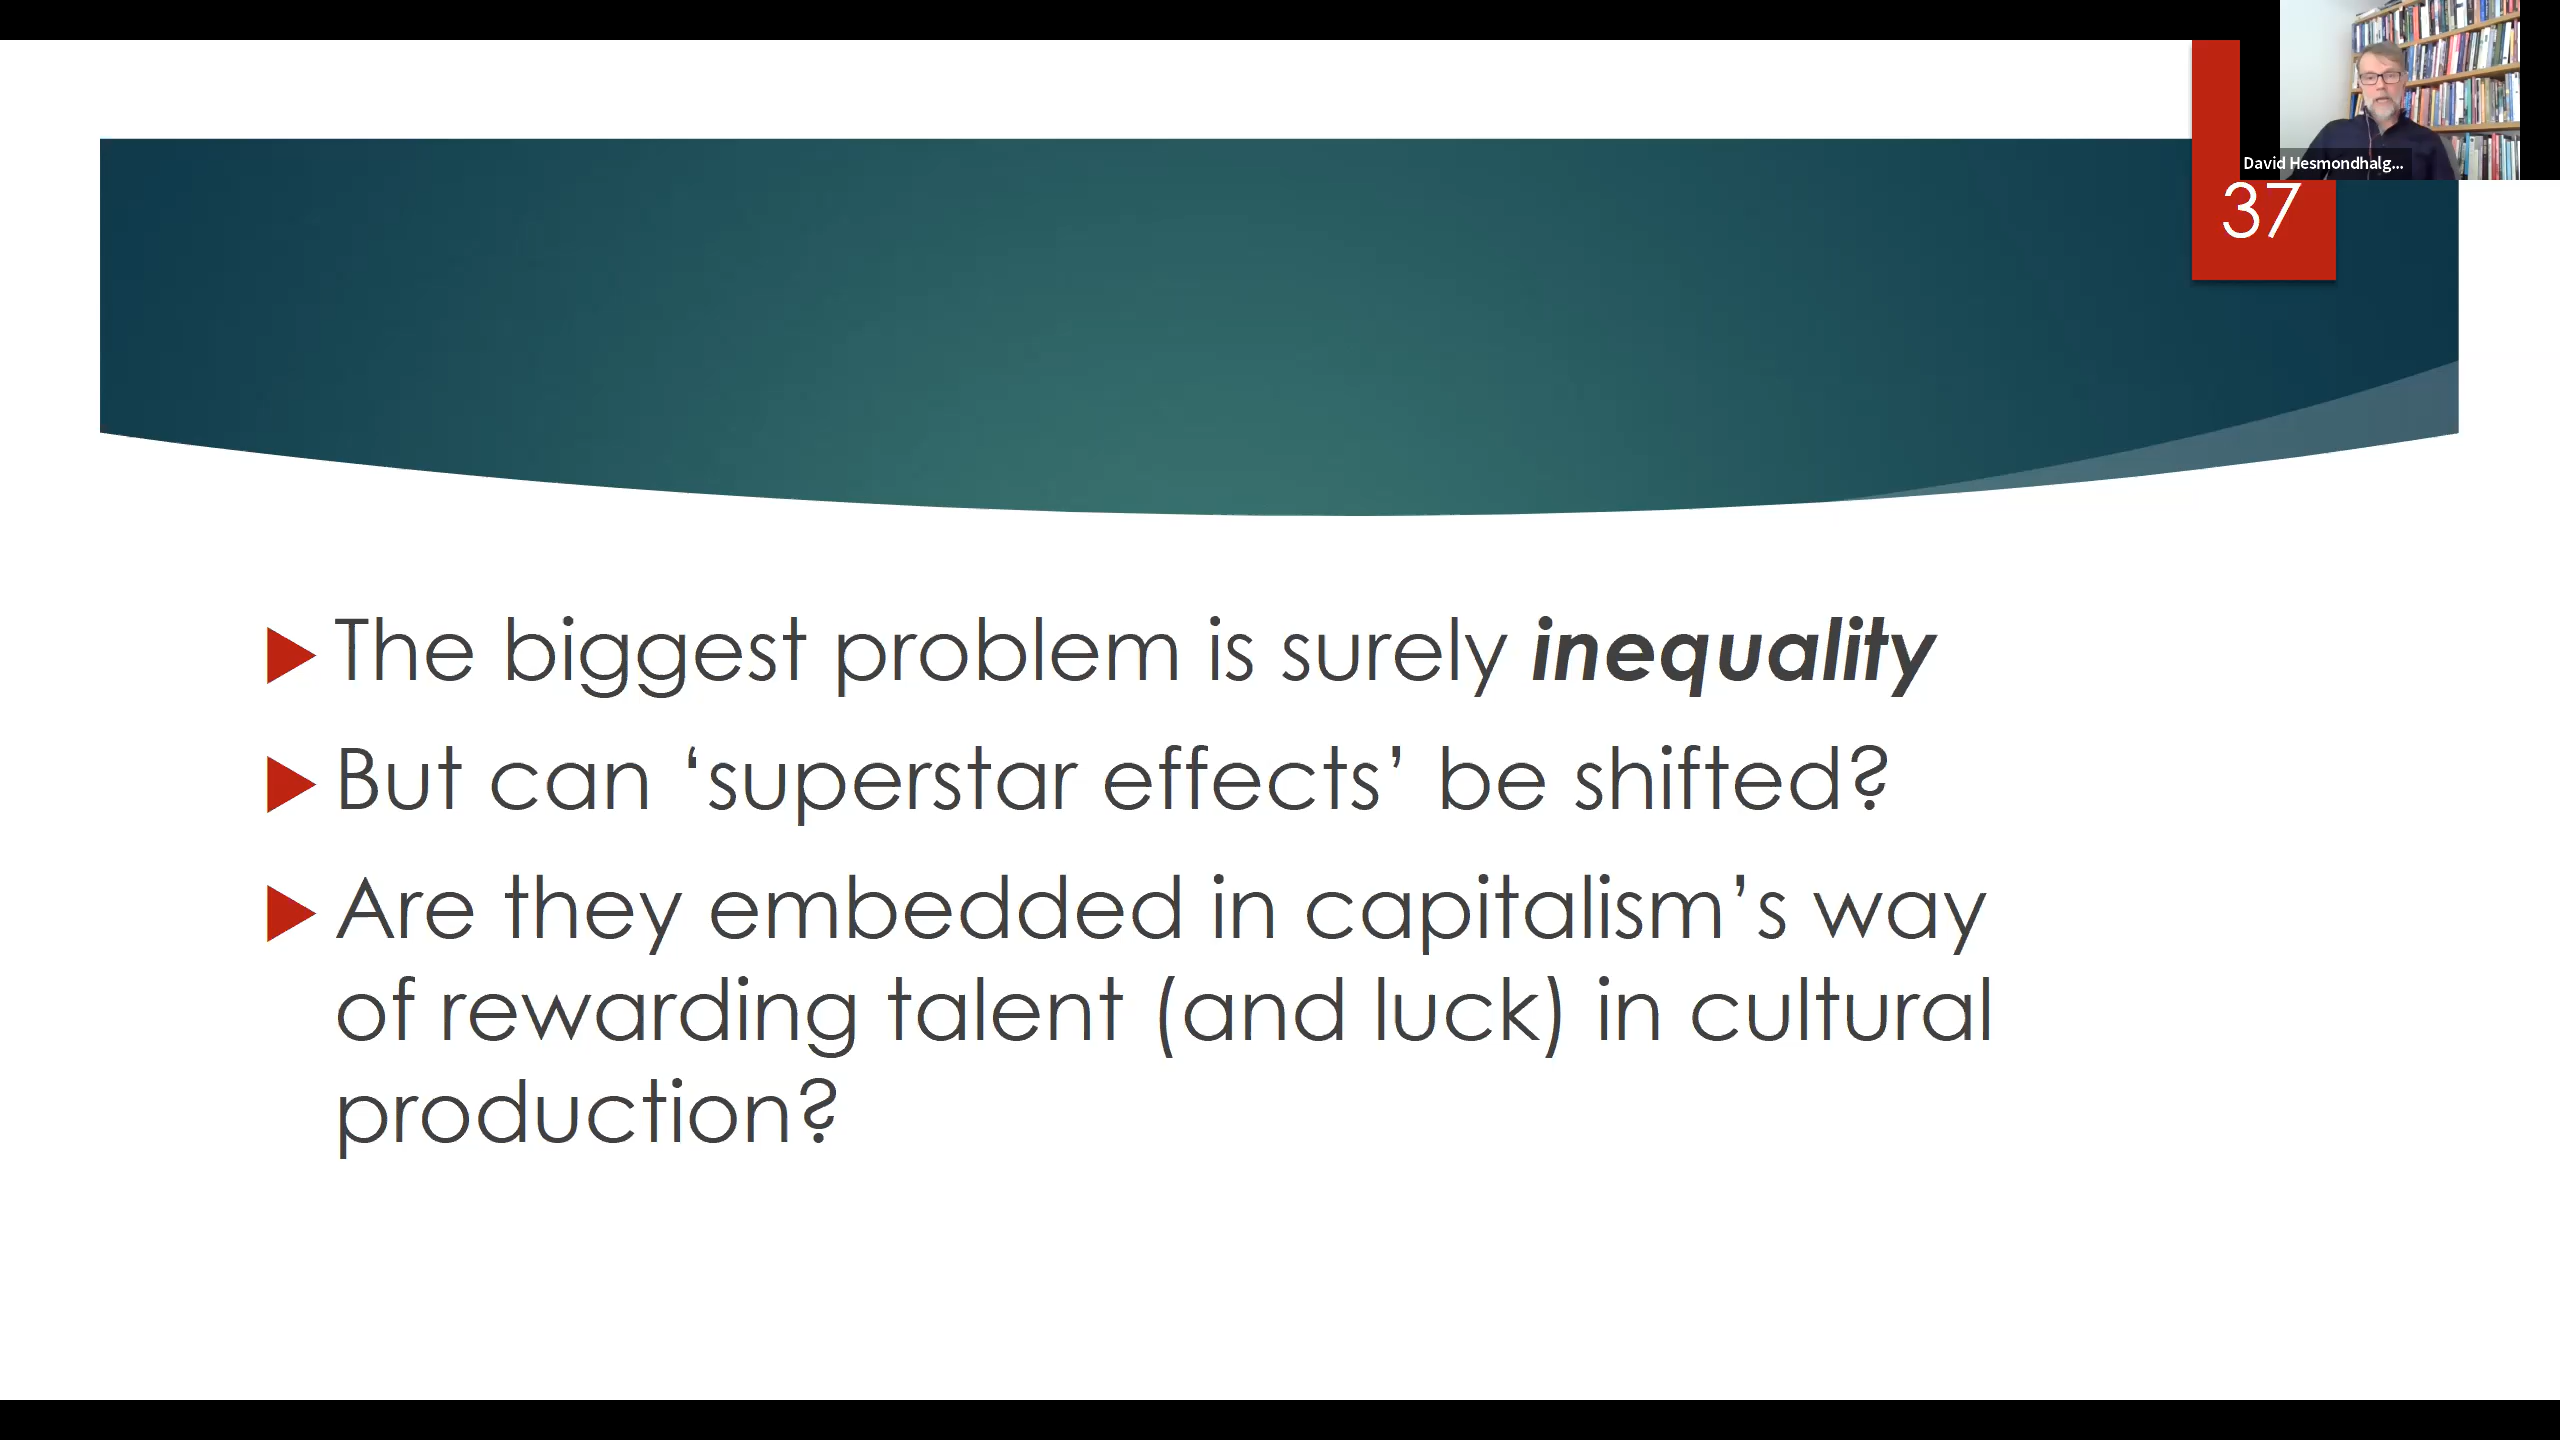 David Hesmondhalg...
37
The biggest problem is surely inequality
But can ‘superstar effects’ be shifted?
Are they embedded in capitalism’s way
of rewarding talent (and luck) in cultural
production?